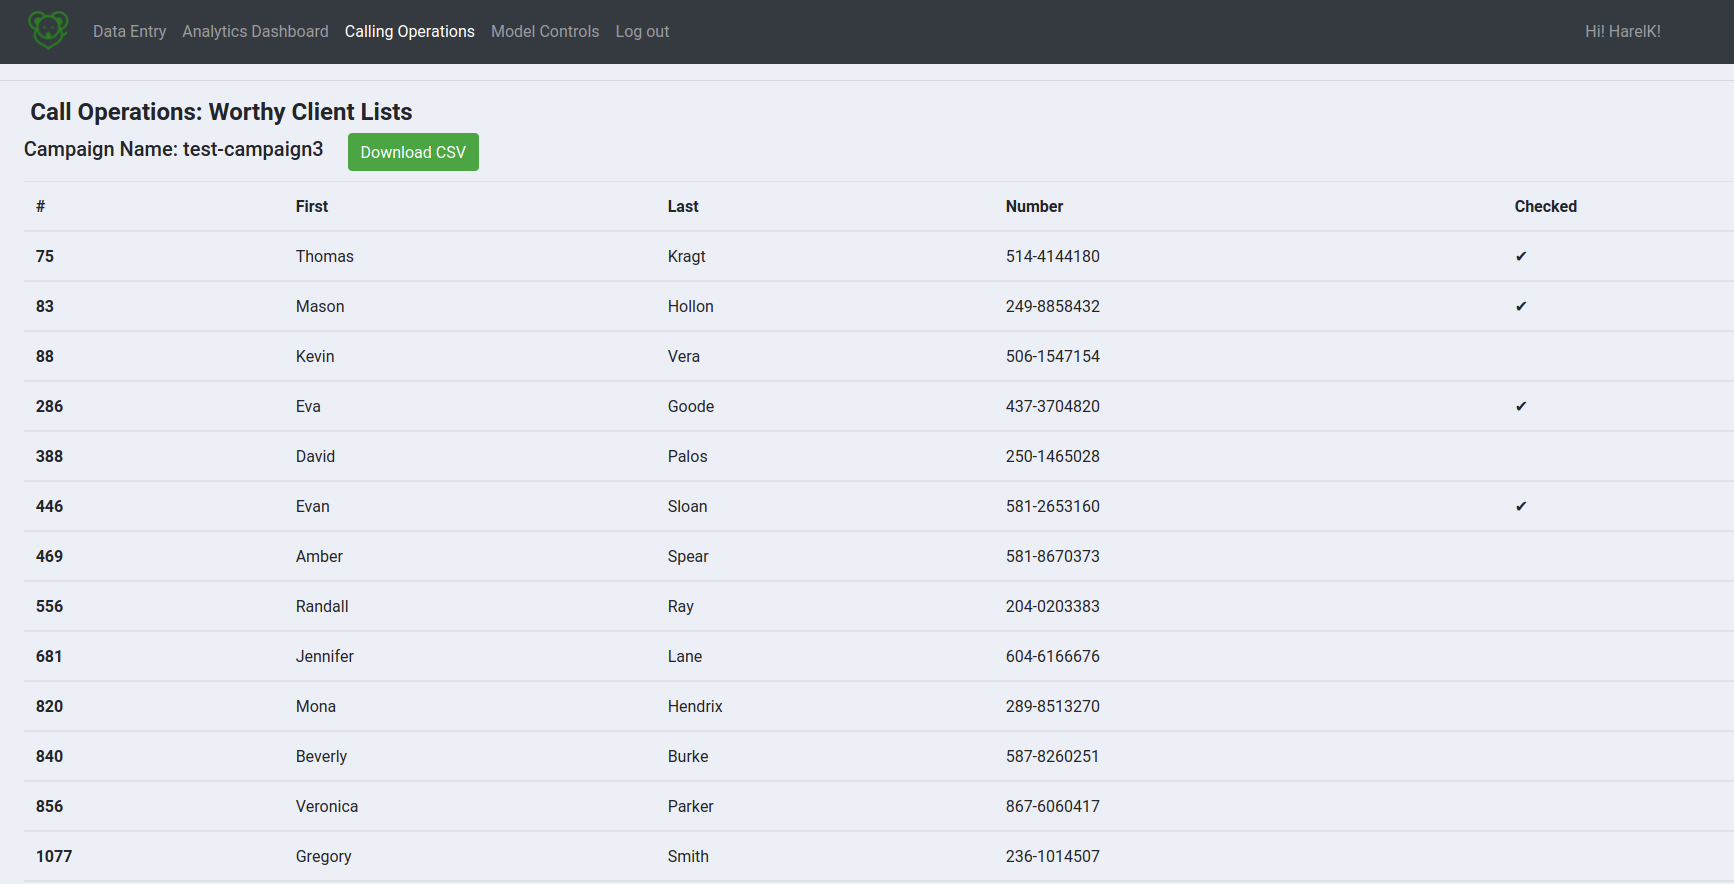 Data Entry Analytics Dashboard Calling Operations Model Controls Log out Hi! HarelK!
Call Operations: Worthy Client Lists
Campaign Name: test-campaign3 Download CSV
# First Last Number Checked
75 Thomas Kragt 514-4144180 ✔
83 Mason Hollon 249-8858432 ✔
88 Kevin Vera 506-1547154
286 Eva Goode 437-3704820 ✔
388 David Palos 250-1465028
446 Evan Sloan 581-2653160 ✔
469 Amber Spear 581-8670373
556 Randall Ray 204-0203383
681 Jennifer Lane 604-6166676
820 Mona Hendrix 289-8513270
840 Beverly Burke 587-8260251
856 Veronica Parker 867-6060417
1077 Gregory Smith 236-1014507